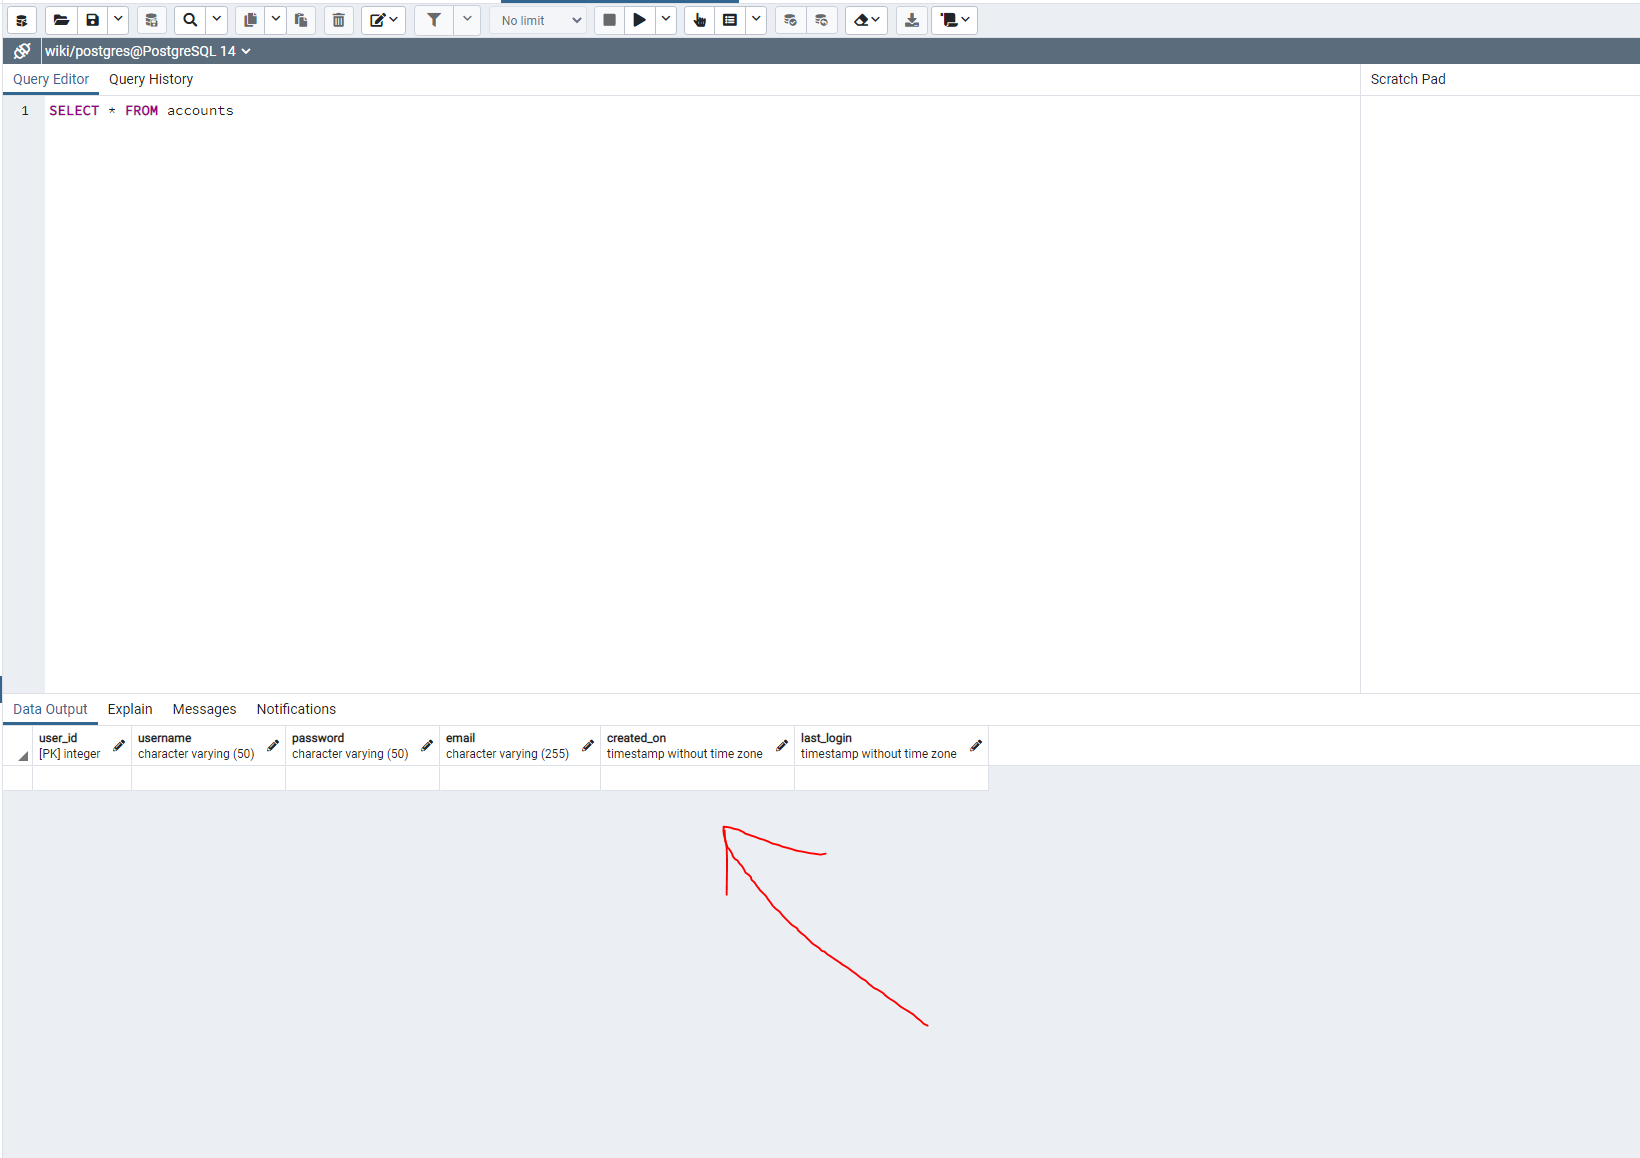 No limit
wiki/postgres@PostgreSQL 14
Query Editor Query History Scratch Pad
1 SELECT * FROM accounts
Data Output Explain Messages Notifications
user_id username password email created_on last_login
[PK] integer character varying (50) character varying (50) character varying (255) timestamp without time zone timestamp without time zone